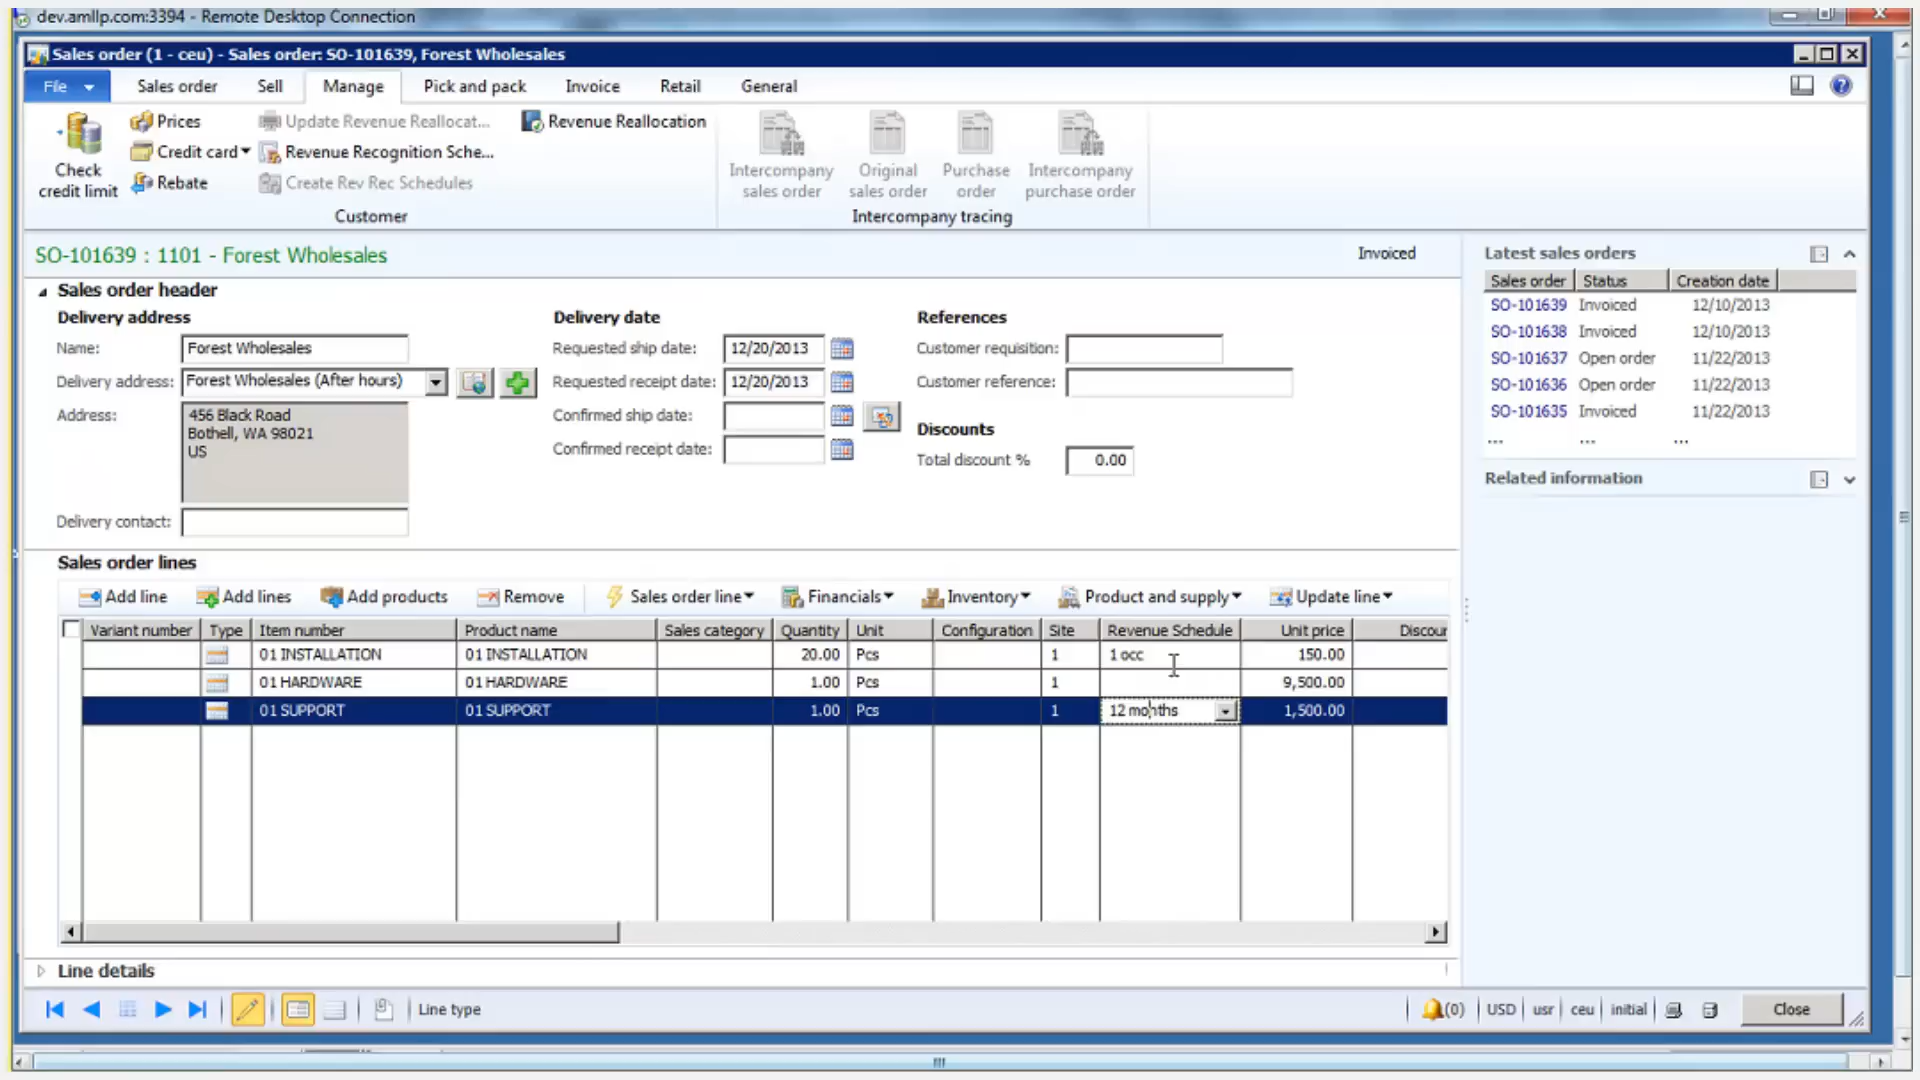 dev.amllp.com:3394 - Remote Desktop Connection
Sales order (1 - ceu) - Sales order: SO-101639, Forest Wholesales
File Sales order Sell Manage Pick and pack Invoice Retail General
Check credit limit
Prices
Credit card
Rebate
Update Revenue Reallocat...
Revenue Recognition Sche...
Create Rev Rec Schedules
Revenue Reallocation
Customer
Intercompany sales order
Original sales order
Purchase order
Intercompany purchase order
Intercompany tracing
SO-101639 : 1101 - Forest Wholesales
Invoiced
Sales order header
Delivery address
Name: Forest Wholesales
Delivery address: Forest Wholesales (After hours)
Address: 456 Black Road
Bothell, WA 98021
US
Delivery contact:
Delivery date
Requested ship date: 12/20/2013
Requested receipt date: 12/20/2013
Confirmed ship date:
Confirmed receipt date:
References
Customer requisition:
Customer reference:
Discounts
Total discount % 0.00
Latest sales orders
Sales order Status Creation date
SO-101639 Invoiced 12/10/2013
SO-101638 Invoiced 12/10/2013
SO-101637 Open order 11/22/2013
SO-101636 Open order 11/22/2013
SO-101635 Invoiced 11/22/2013
... ... ...
Related information
Sales order lines
Add line Add lines Add products Remove Sales order line Financials Inventory Product and supply Update line
Variant number Type Item number Product name Sales category Quantity Unit Configuration Site Revenue Schedule Unit price Discour
01 INSTALLATION 01 INSTALLATION 20.00 Pcs 1 1 occ 150.00
01 HARDWARE 01 HARDWARE 1.00 Pcs 1 9,500.00
01 SUPPORT 01 SUPPORT 1.00 Pcs 1 12 months 1,500.00
Line details
Line type
(0) USD usr ceu initial Close